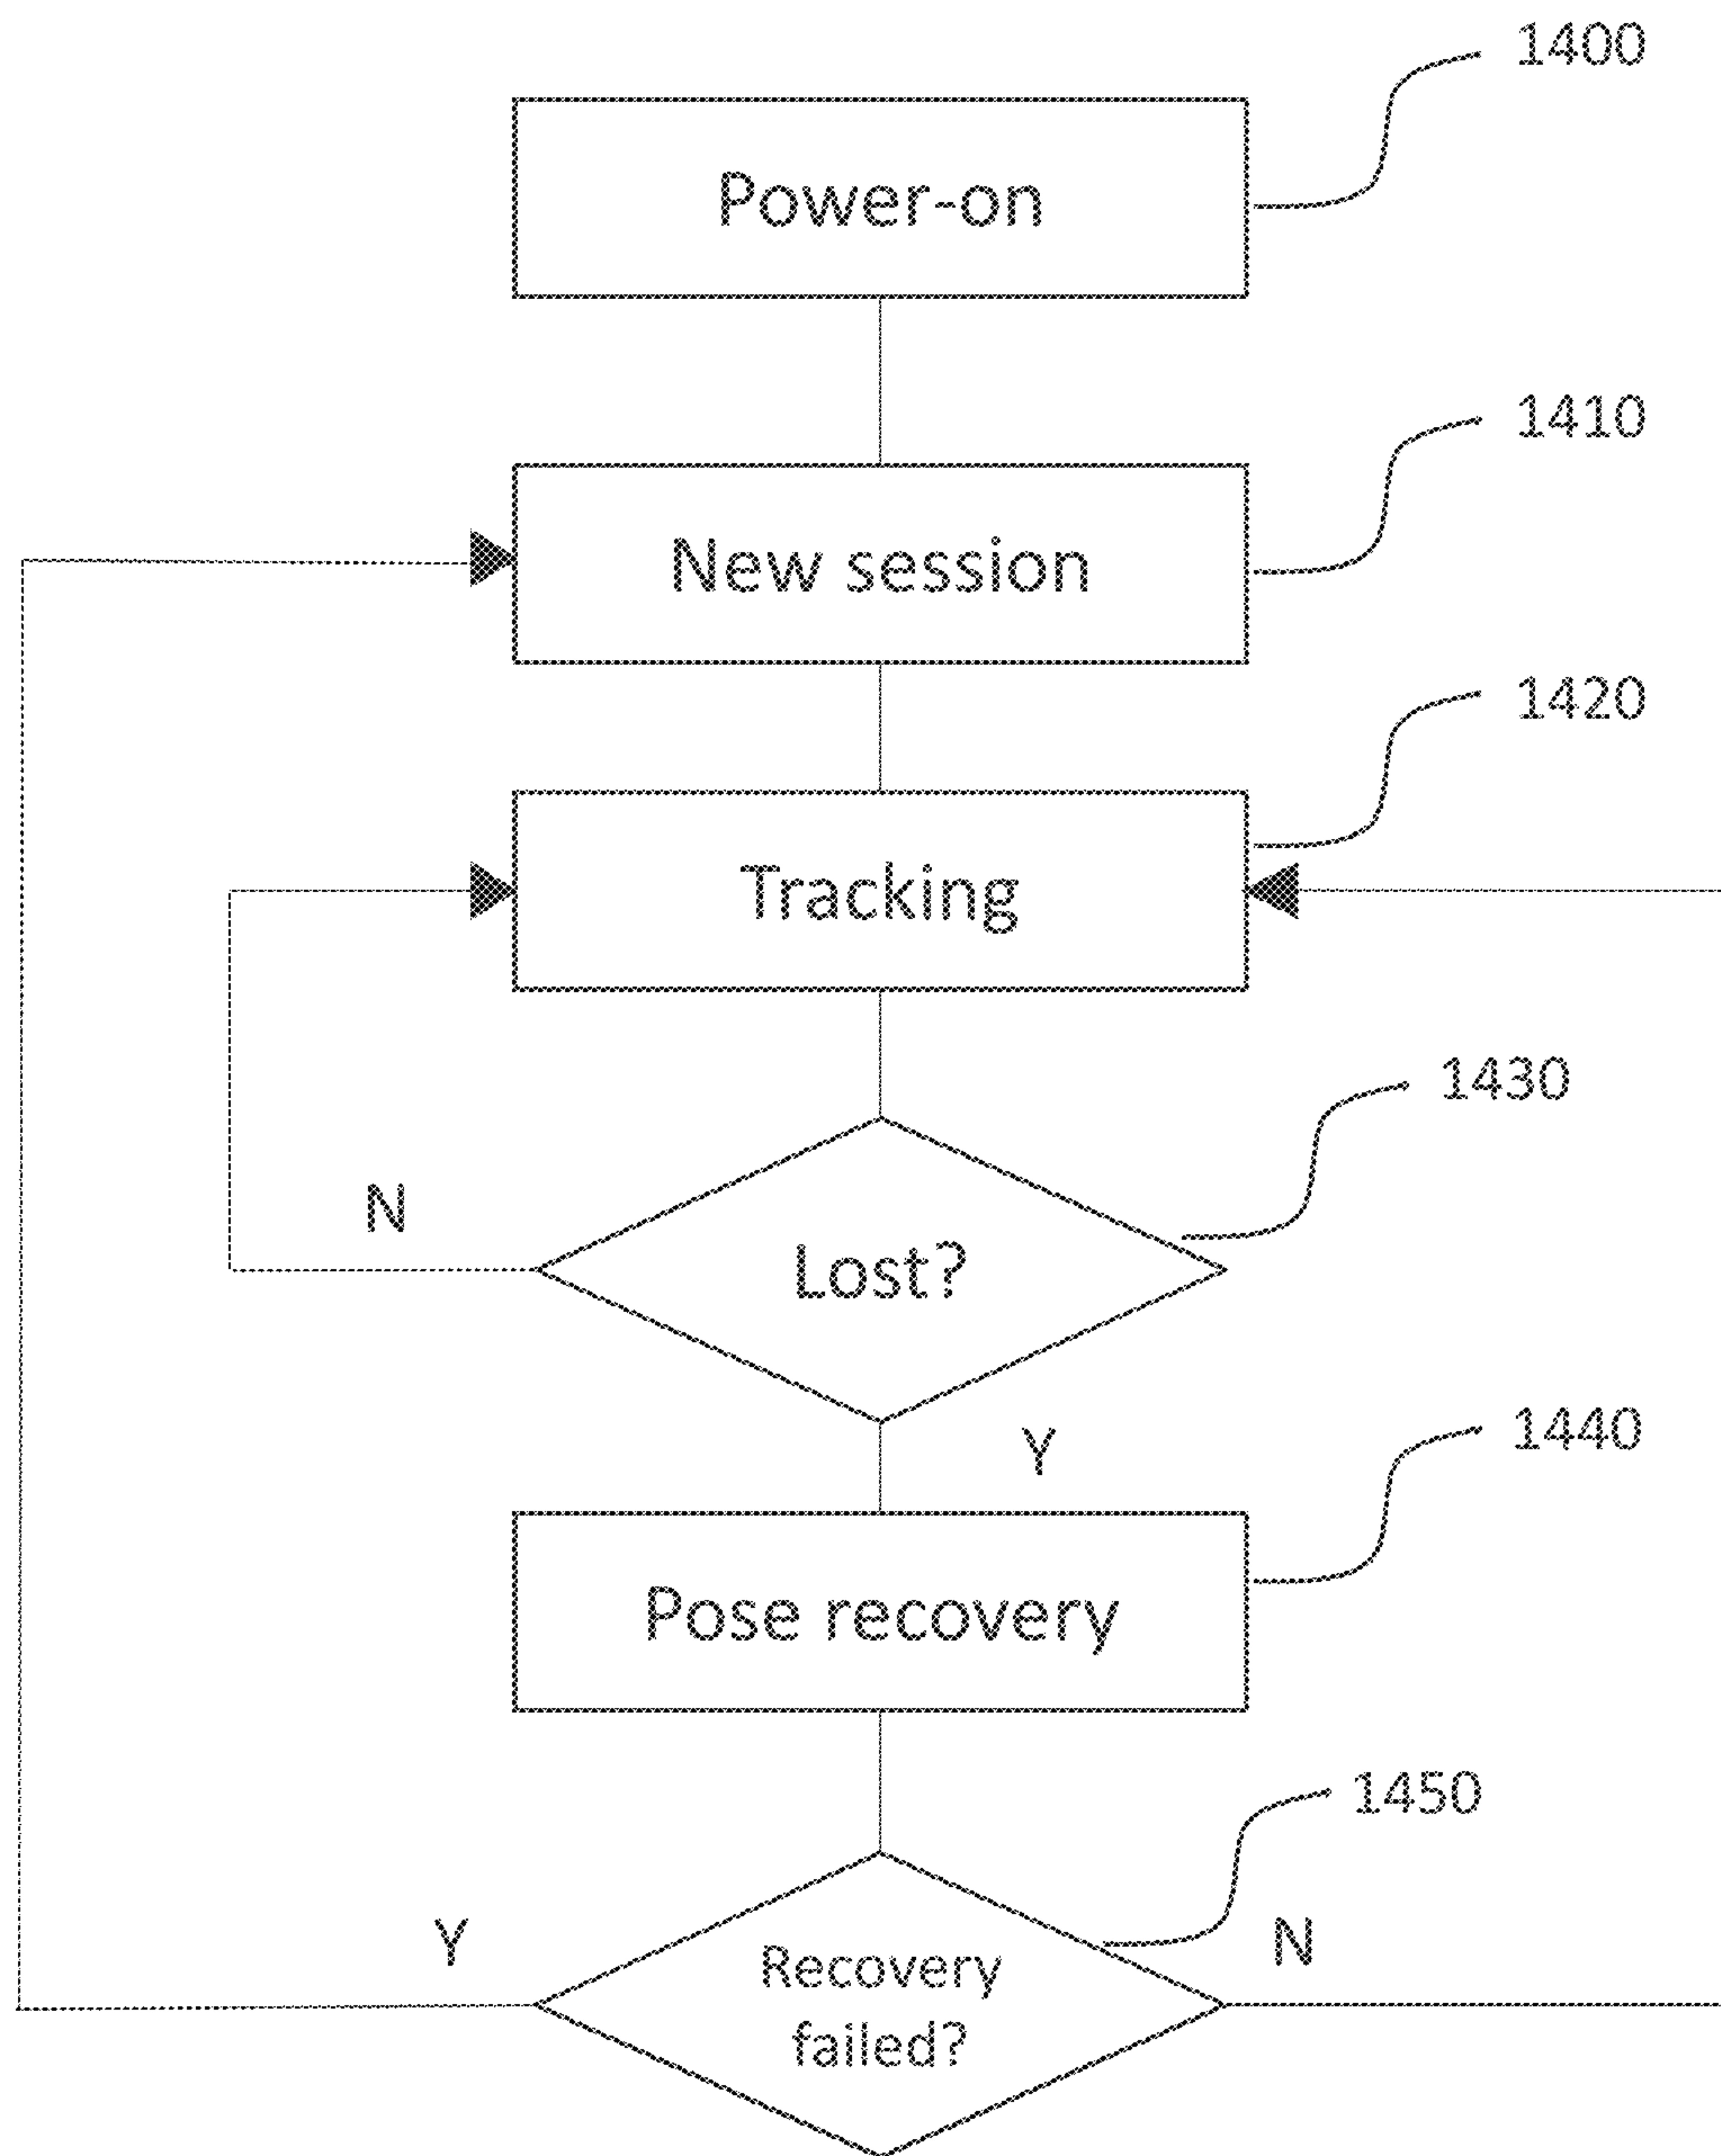 1400
Power-on
1410
New session
1420
Tracking
1430
N
Lost?
1440
Y
Pose recovery
1450
Y
N
Recovery
failed?